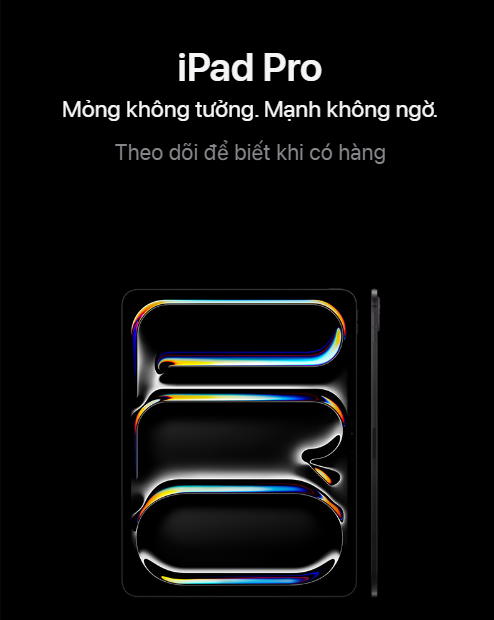 iPad Pro
Mỏng không tưởng. Mạnh không ngờ.
Theo dõi để biết khi có hàng